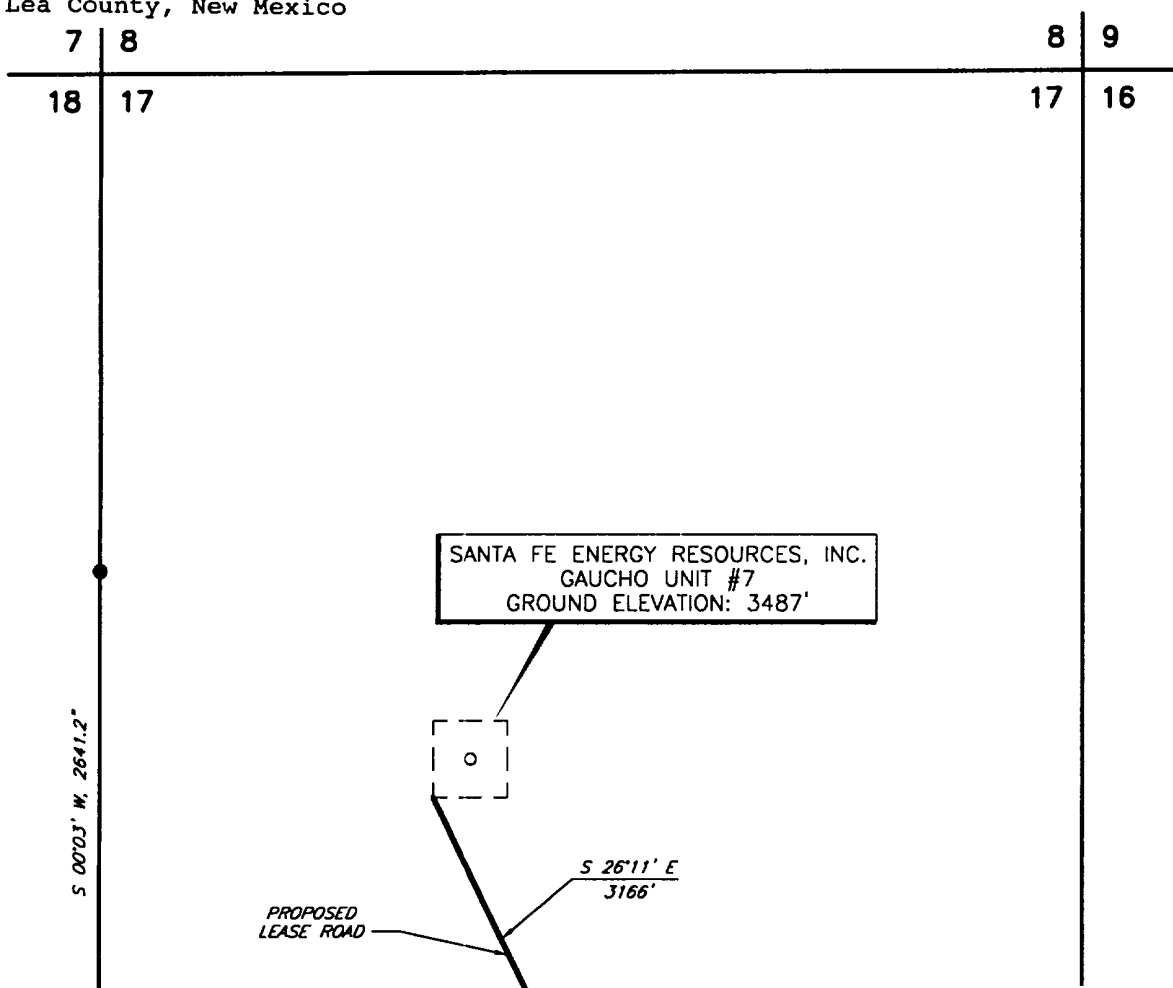 Lea County, New Mexico
7 8 8 9
18 17 17 16
SANTA FE ENERGY RESOURCES, INC.
GAUCHO UNIT #7
GROUND ELEVATION: 3487'
S 00°03' W, 2641.2"
S 26°11' E
3166'
PROPOSED
LEASE ROAD